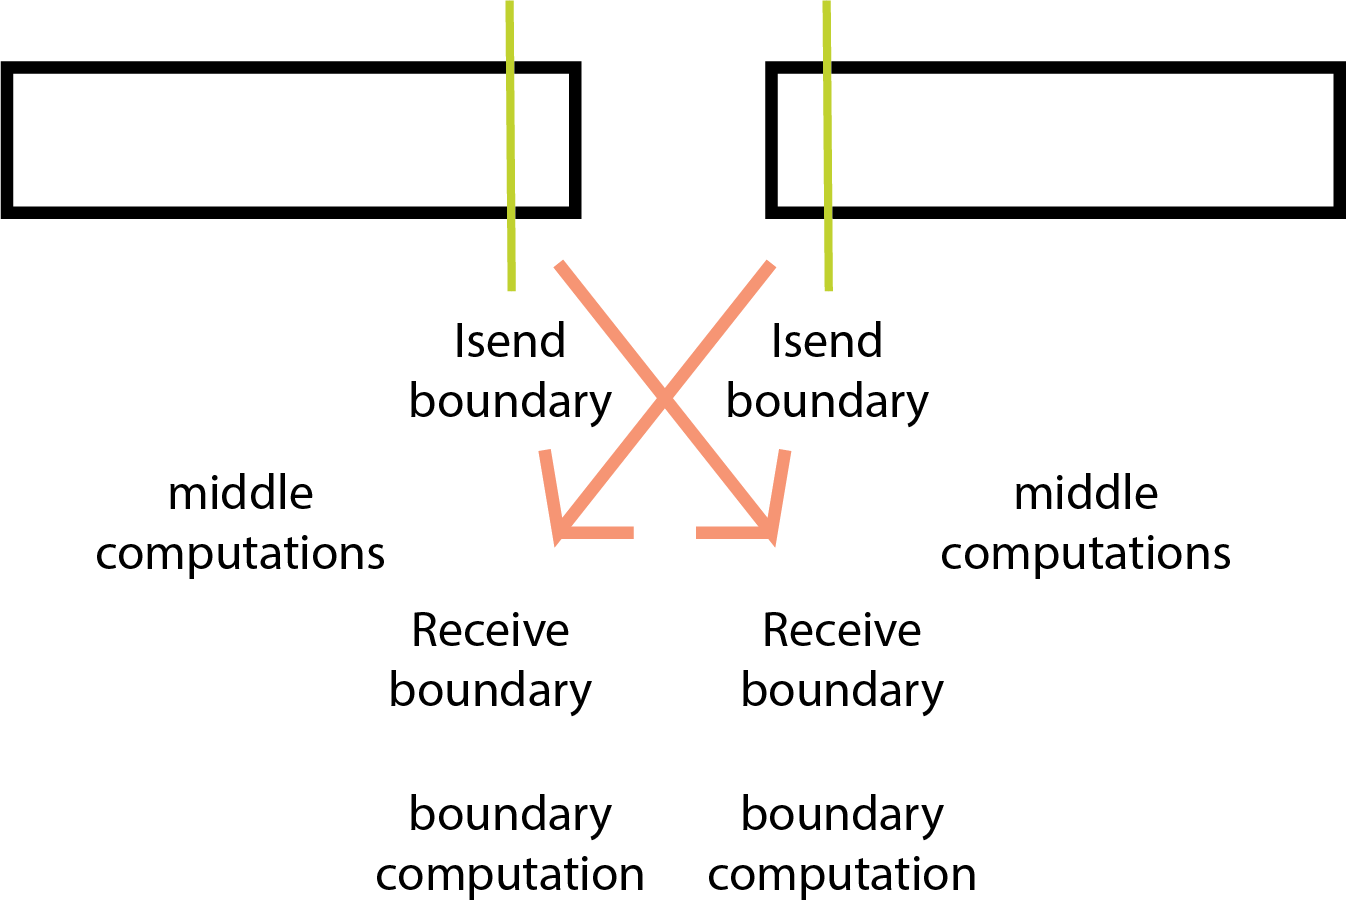 Isend
boundary
Isend
boundary
middle
computations
middle
computations
Receive
boundary
Receive
boundary
boundary
computation
boundary
computation